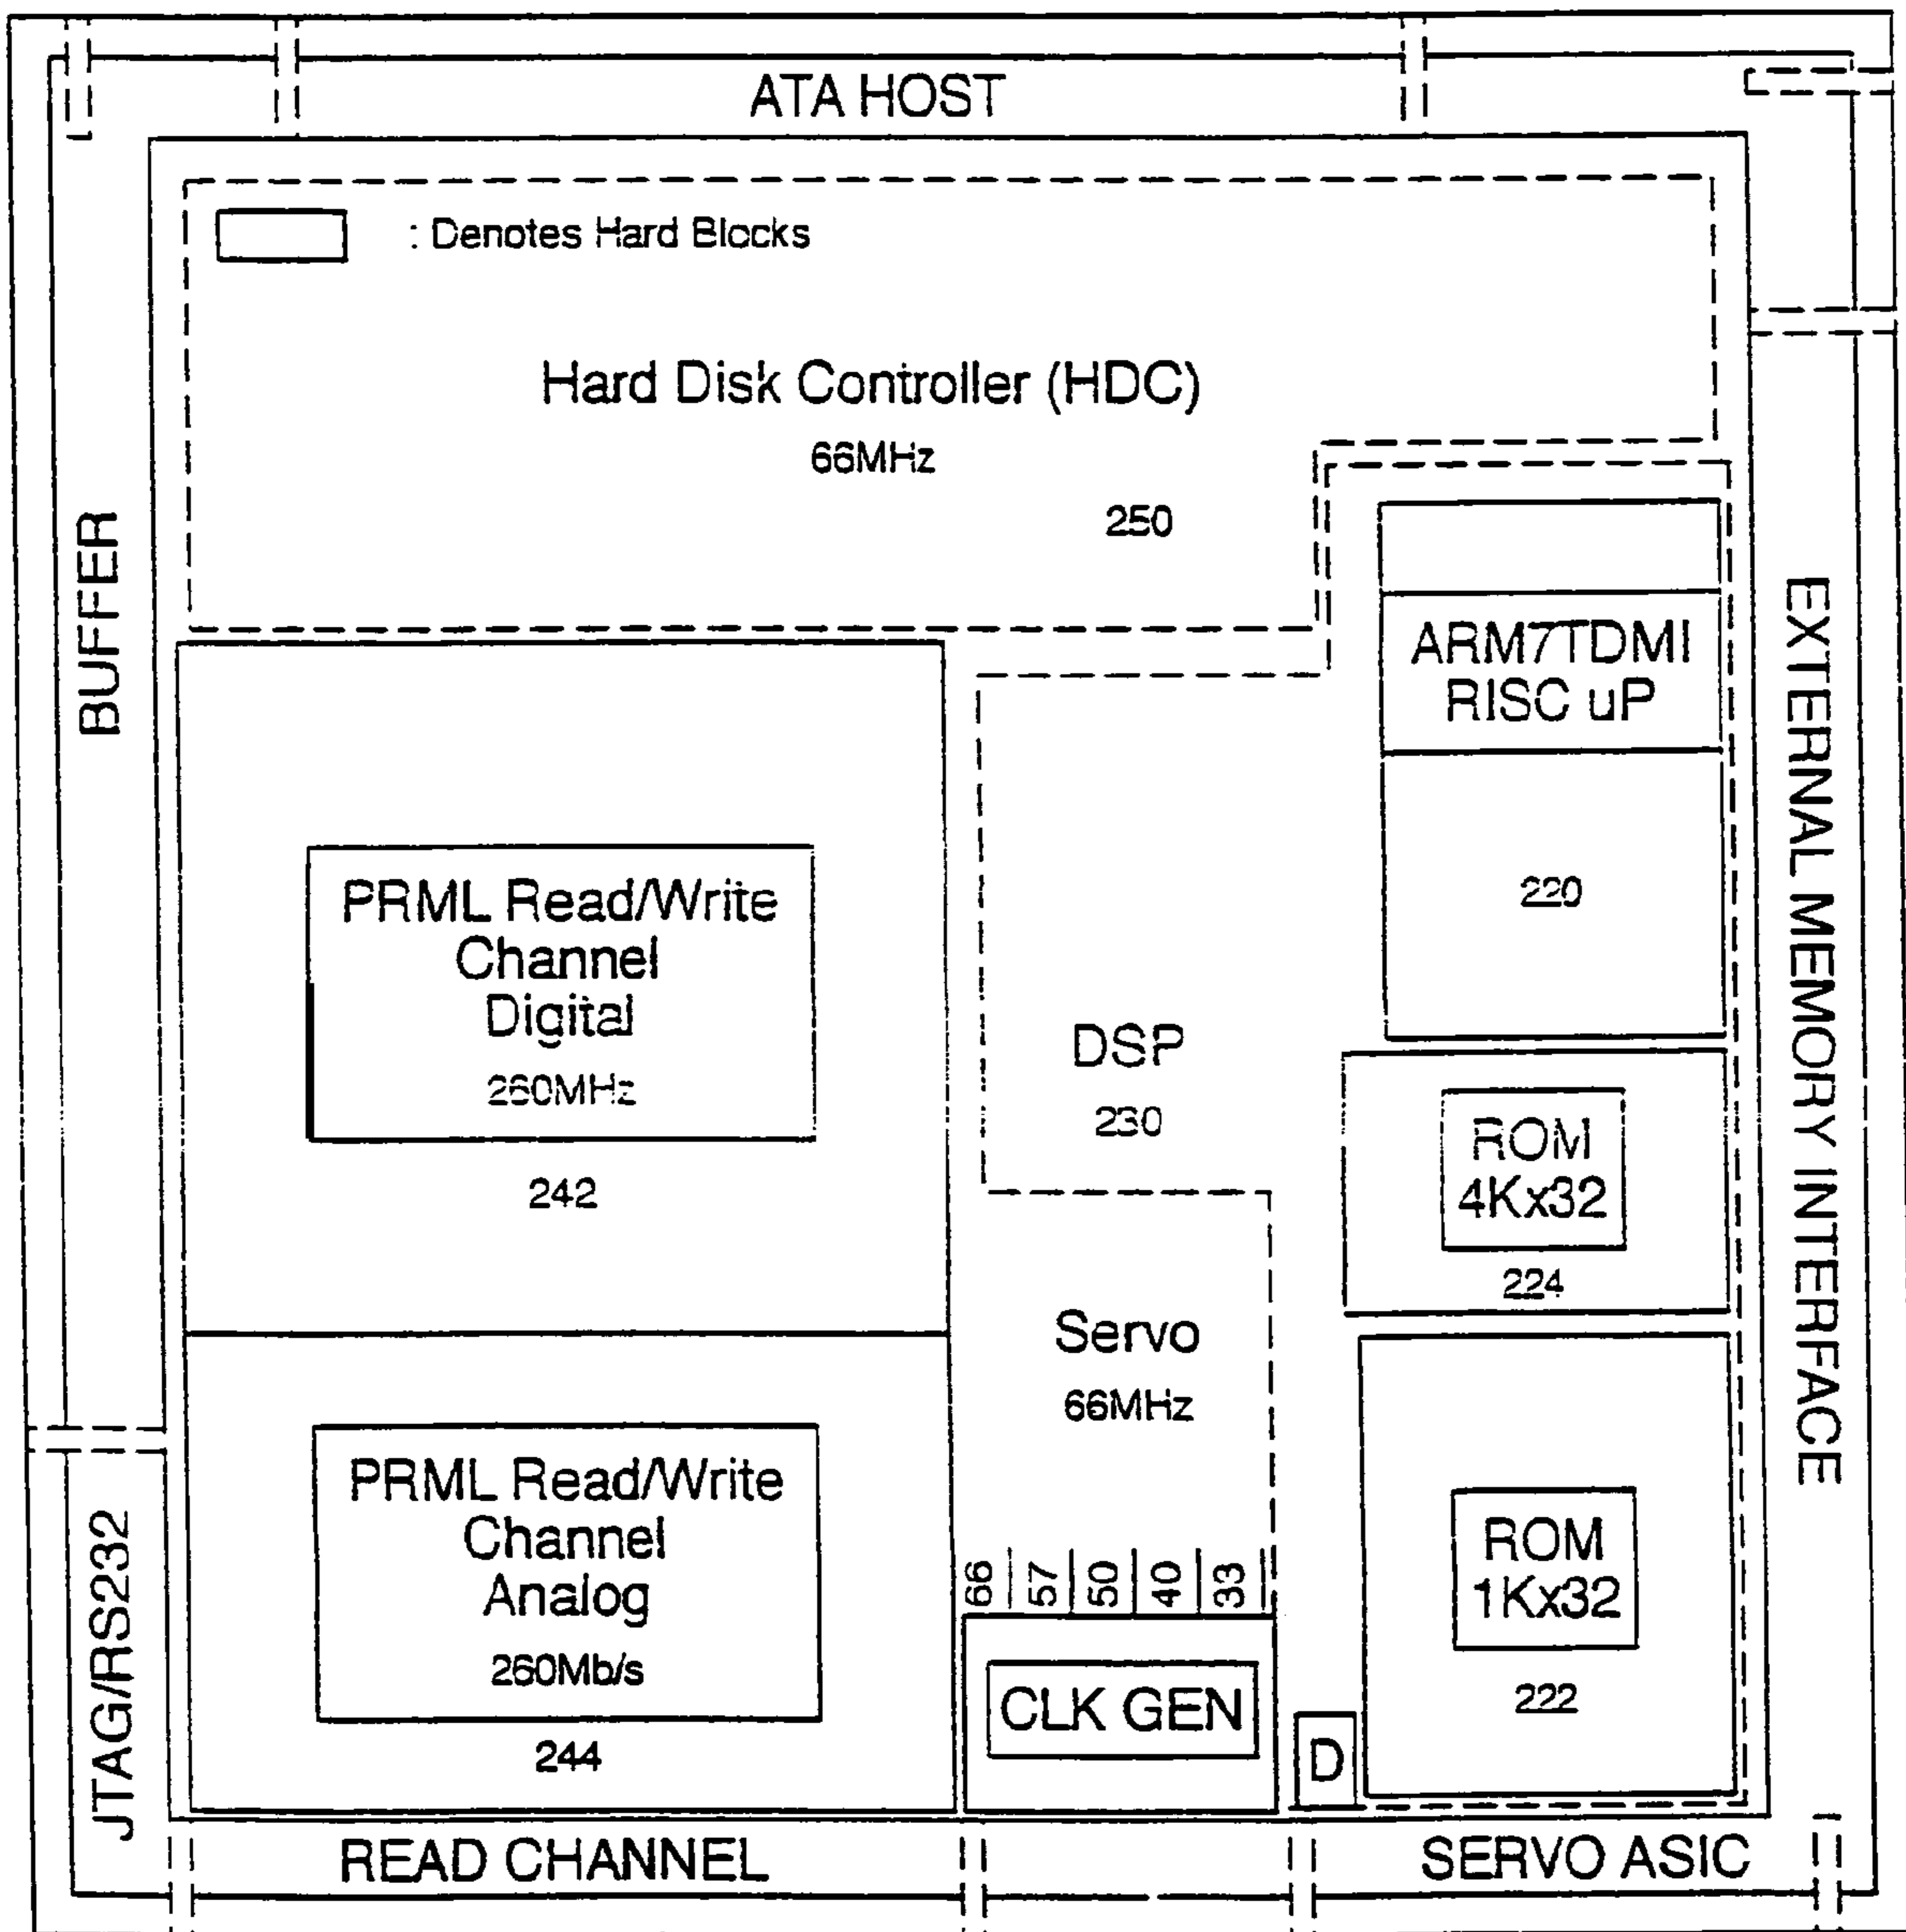 ATA HOST
: Denotes Hard Blocks
Hard Disk Controller (HDC)
66MHz
250
BUFFER
EXTERNAL MEMORY INTERFACE
ARM7TDMI
RISC uP
220
PRML Read/Write
Channel
Digital
260MHz
242
DSP
230
ROM
4Kx32
224
Servo
66MHz
PRML Read/Write
Channel
Analog
260Mb/s
244
66
57
50
40
33
CLK GEN
D
ROM
1Kx32
222
JTAG/RS232
READ CHANNEL
SERVO ASIC